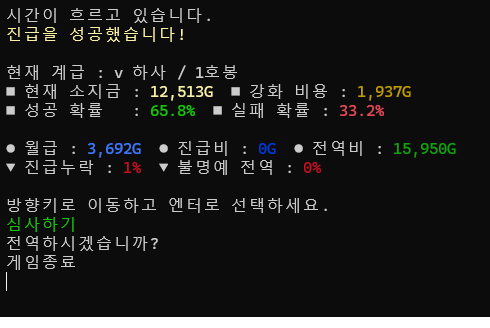 시간이 흐르고 있습니다.
진급을 성공했습니다!
현재 계급 : v 하사 / 1호봉
■ 현재 소지금 : 12,513G ■ 강화 비용 : 1,937G
■ 성공 확률 : 65.8% ■ 실패 확률 : 33.2%
● 월급 : 3,692G ● 진급비 : 0G ● 전역비 : 15,950G
▼ 진급누락 : 1% ▼ 불명예 전역 : 0%
방향키로 이동하고 엔터로 선택하세요.
심사하기
전역하시겠습니까?
게임종료